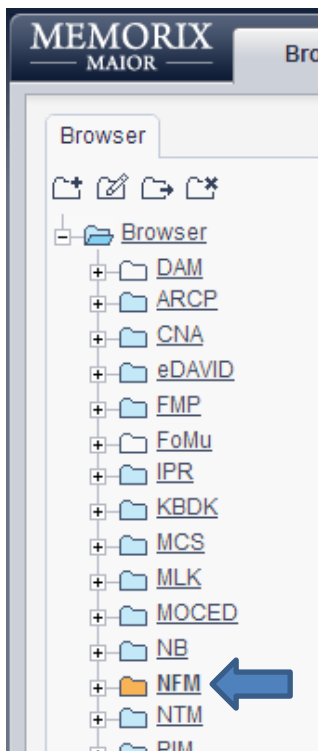 MEMORIX
MAIOR
Bro
Browser
Browser
DAM
ARCP
CNA
eDAVID
FMP
FoMu
IPR
KBDK
MCS
MLK
MOCED
NB
NFM
NTM